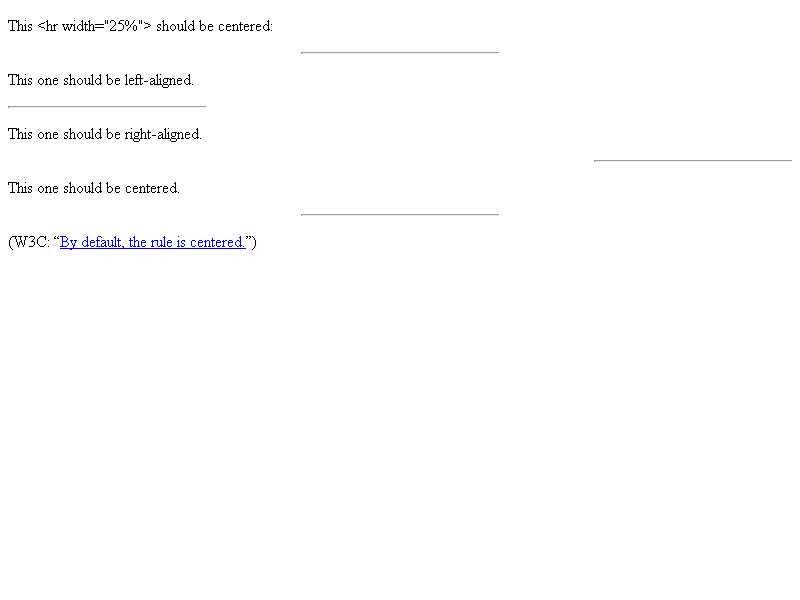 This <hr width="25%"> should be centered:
This one should be left-aligned.
This one should be right-aligned.
This one should be centered.
(W3C: “By default, the rule is centered.”)